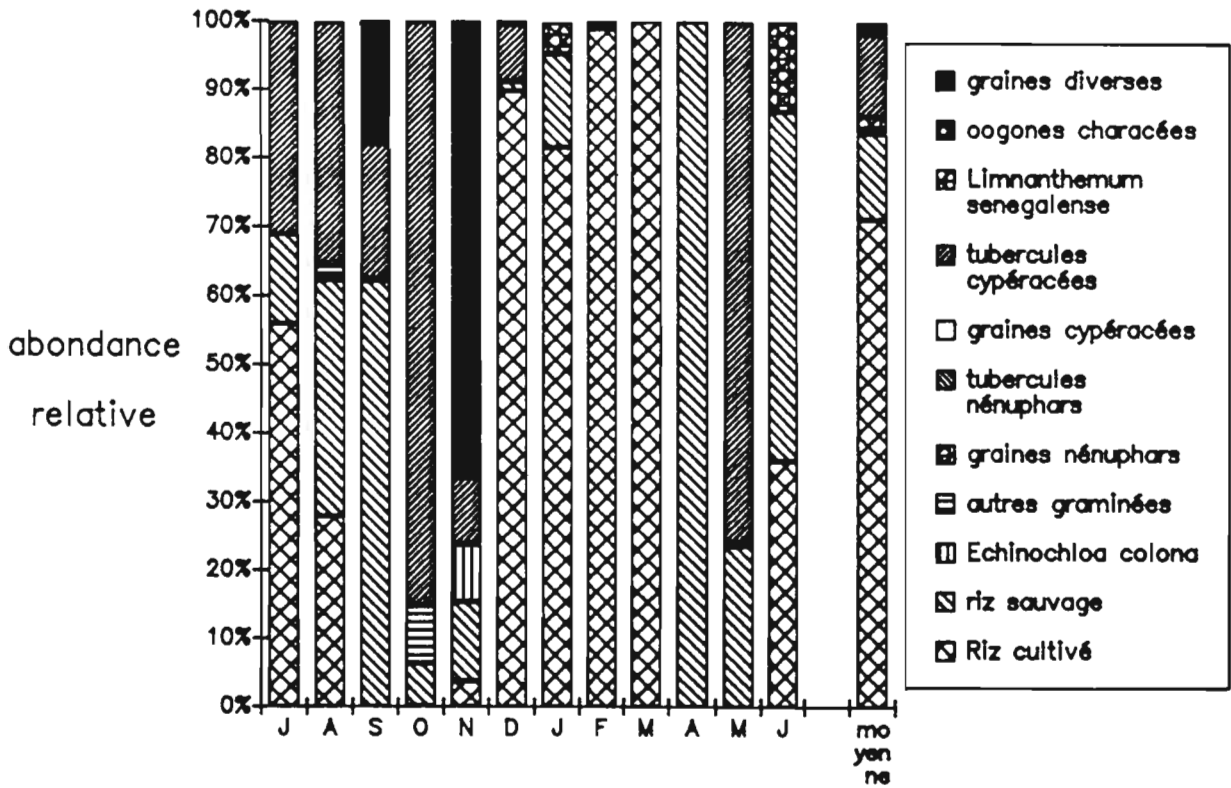 100%
90%
80%
70%
60%
50%
40%
30%
20%
10%
0%
abondance
relative
J A S O N D J F M A M J
mo
yen
ne
graines diverses
oogones characées
Limnanthemum
senegalense
tubercules
cypéracées
graines cypéracées
tubercules
nénuphars
graines nénuphars
autres graminées
Echinochloa colona
riz sauvage
Riz cultivé